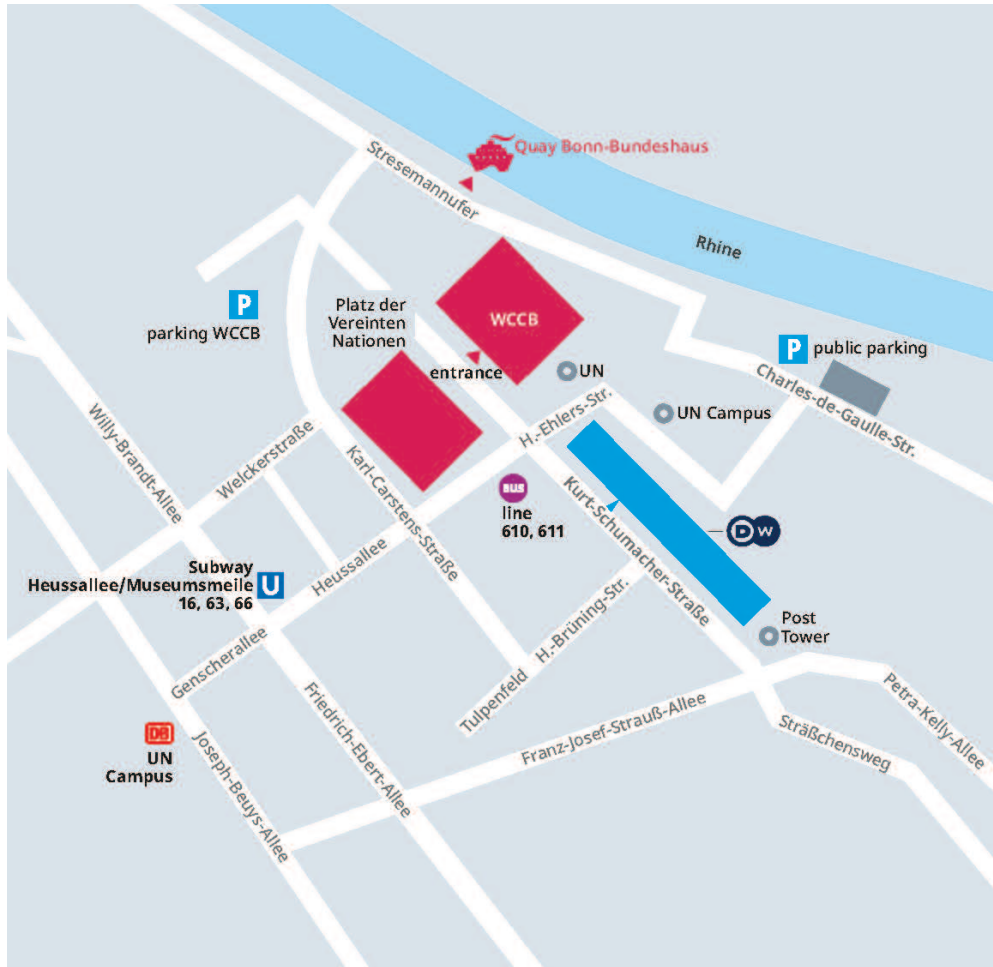 Quay Bonn-Bundeshaus
Stresemannufer
Rhine
P
parking WCCB
Platz der
Vereinten
Nationen
WCCB
entrance
UN
P public parking
Charles-de-Gaulle-Str.
UN Campus
H.-Ehlers-Str.
Willy-Brandt-Allee
Welckerstraße
Karl-Carstens-Straße
BUS
line
610, 611
Kurt-Schumacher-Straße
DW
Heussallee
Subway
Heussallee/Museumsmeile
16, 63, 66
U
H.-Brüning-Str.
Post
Tower
Genscherallee
Tulpenfeld
Friedrich-Ebert-Allee
Franz-Josef-Strauß-Allee
Petra-Kelly-Allee
Sträßchensweg
DB
UN
Campus
Joseph-Beuys-Allee